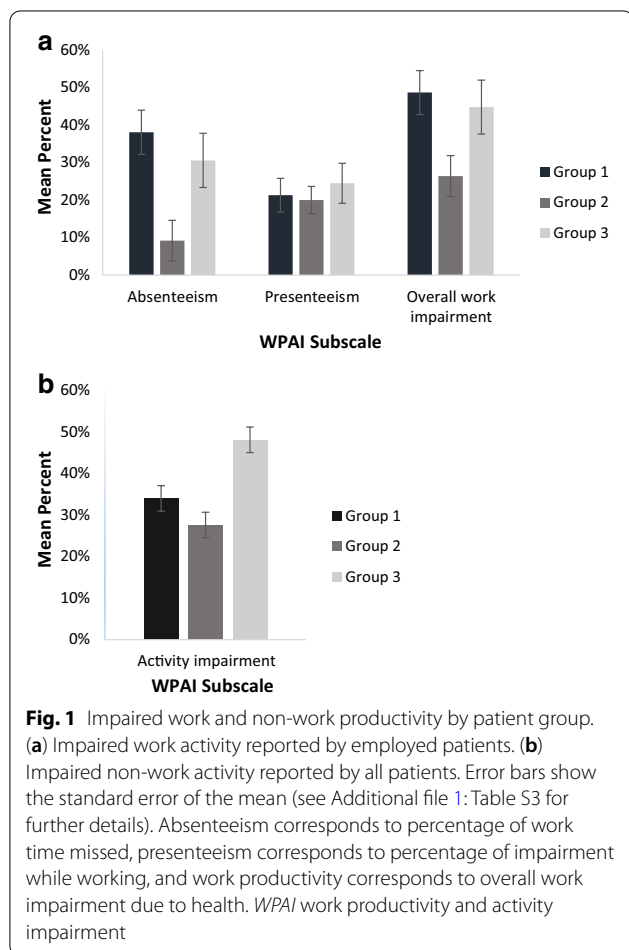 a
60%
50%
40%
30%
20%
10%
0%
Mean Percent
Absenteeism
Presenteeism
Overall work
impairment
WPAI Subscale
Group 1
Group 2
Group 3
b
60%
50%
40%
30%
20%
10%
0%
Mean Percent
Activity impairment
WPAI Subscale
Group 1
Group 2
Group 3
Fig. 1 Impaired work and non-work productivity by patient group.
(a) Impaired work activity reported by employed patients. (b)
Impaired non-work activity reported by all patients. Error bars show
the standard error of the mean (see Additional file 1: Table S3 for
further details). Absenteeism corresponds to percentage of work
time missed, presenteeism corresponds to percentage of impairment
while working, and work productivity corresponds to overall work
impairment due to health. WPAI work productivity and activity
impairment